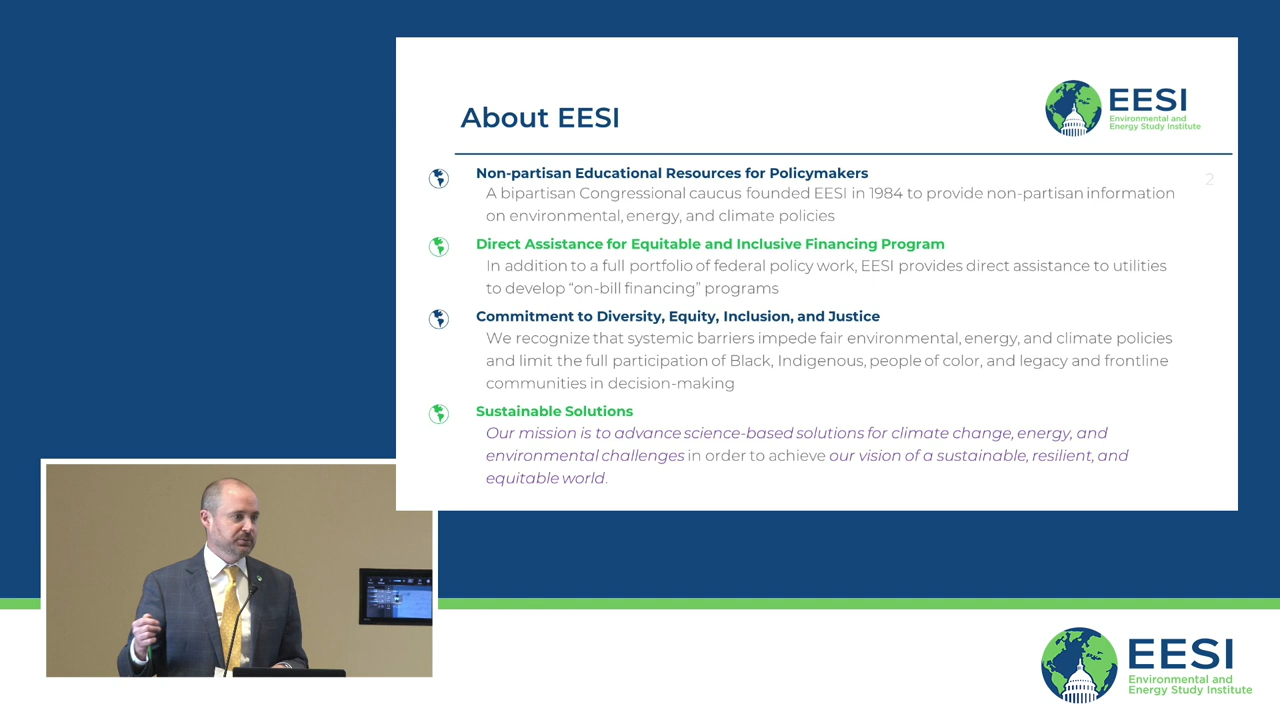 About EESI
EESI
Environmental and
Energy Study Institute
2
Non-partisan Educational Resources for Policymakers
A bipartisan Congressional caucus founded EESI in 1984 to provide non-partisan information
on environmental, energy, and climate policies
Direct Assistance for Equitable and Inclusive Financing Program
In addition to a full portfolio of federal policy work, EESI provides direct assistance to utilities
to develop “on-bill financing” programs
Commitment to Diversity, Equity, Inclusion, and Justice
We recognize that systemic barriers impede fair environmental, energy, and climate policies
and limit the full participation of Black, Indigenous, people of color, and legacy and frontline
communities in decision-making
Sustainable Solutions
Our mission is to advance science-based solutions for climate change, energy, and
environmental challenges in order to achieve our vision of a sustainable, resilient, and
equitable world.
EESI
Environmental and
Energy Study Institute